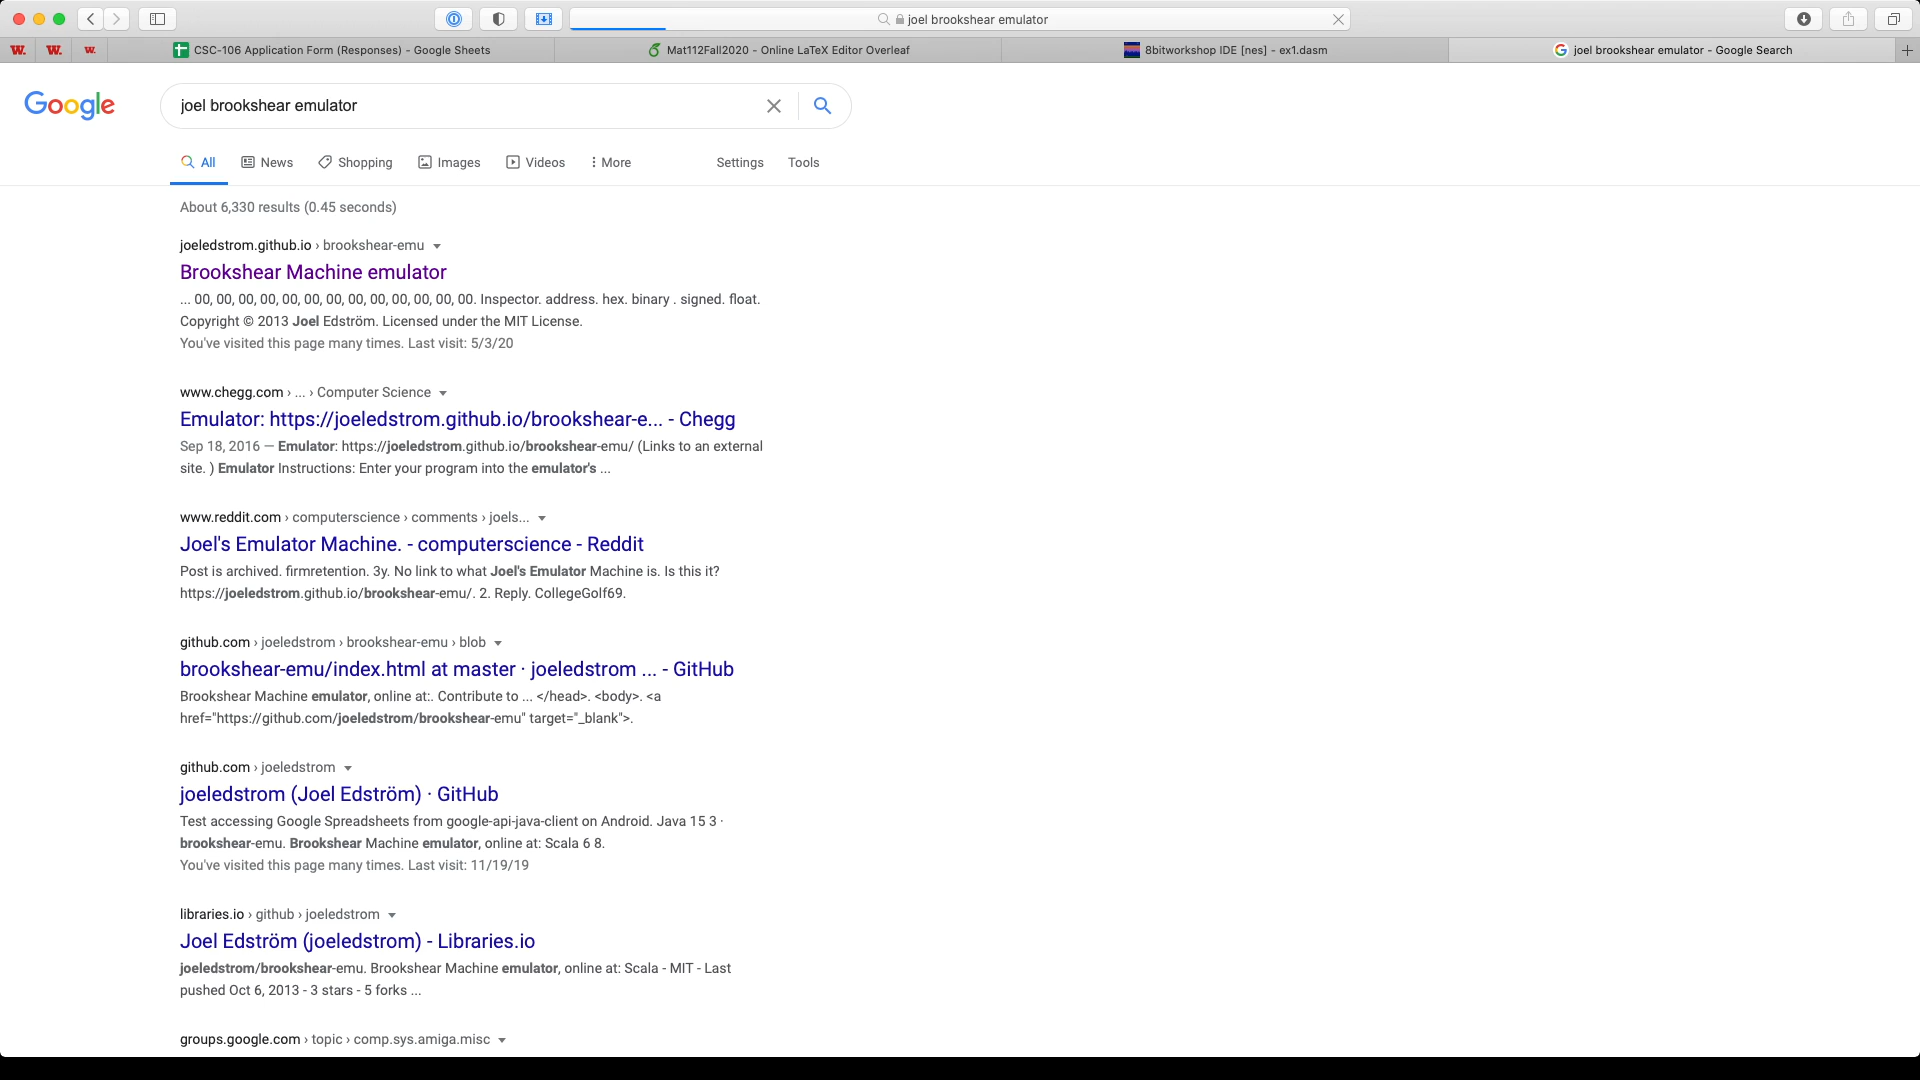 joel brookshear emulator
W. W. W. CSC-106 Application Form (Responses) - Google Sheets Mat112Fall2020 - Online LaTeX Editor Overleaf 8bitworkshop IDE [nes] - ex1.dasm joel brookshear emulator - Google Search
Google joel brookshear emulator
All News Shopping Images Videos More Settings Tools
About 6,330 results (0.45 seconds)
joeledstrom.github.io › brookshear-emu
Brookshear Machine emulator
... 00, 00, 00, 00, 00, 00, 00, 00, 00, 00, 00, 00, 00. Inspector. address. hex. binary . signed. float.
Copyright © 2013 Joel Edström. Licensed under the MIT License.
You've visited this page many times. Last visit: 5/3/20
www.chegg.com › ... › Computer Science
Emulator: https://joeledstrom.github.io/brookshear-e... - Chegg
Sep 18, 2016 — Emulator: https://joeledstrom.github.io/brookshear-emu/ (Links to an external
site. ) Emulator Instructions: Enter your program into the emulator's ...
www.reddit.com › computerscience › comments › joels...
Joel's Emulator Machine. - computerscience - Reddit
Post is archived. firmretention. 3y. No link to what Joel's Emulator Machine is. Is this it?
https://joeledstrom.github.io/brookshear-emu/. 2. Reply. CollegeGolf69.
github.com › joeledstrom › brookshear-emu › blob
brookshear-emu/index.html at master · joeledstrom ... - GitHub
Brookshear Machine emulator, online at:. Contribute to ... </head>. <body>. <a
href="https://github.com/joeledstrom/brookshear-emu" target="_blank">.
github.com › joeledstrom
joeledstrom (Joel Edström) · GitHub
Test accessing Google Spreadsheets from google-api-java-client on Android. Java 15 3 ·
brookshear-emu. Brookshear Machine emulator, online at: Scala 6 8.
You've visited this page many times. Last visit: 11/19/19
libraries.io › github › joeledstrom
Joel Edström (joeledstrom) - Libraries.io
joeledstrom/brookshear-emu. Brookshear Machine emulator, online at: Scala - MIT - Last
pushed Oct 6, 2013 - 3 stars - 5 forks ...
groups.google.com › topic › comp.sys.amiga.misc